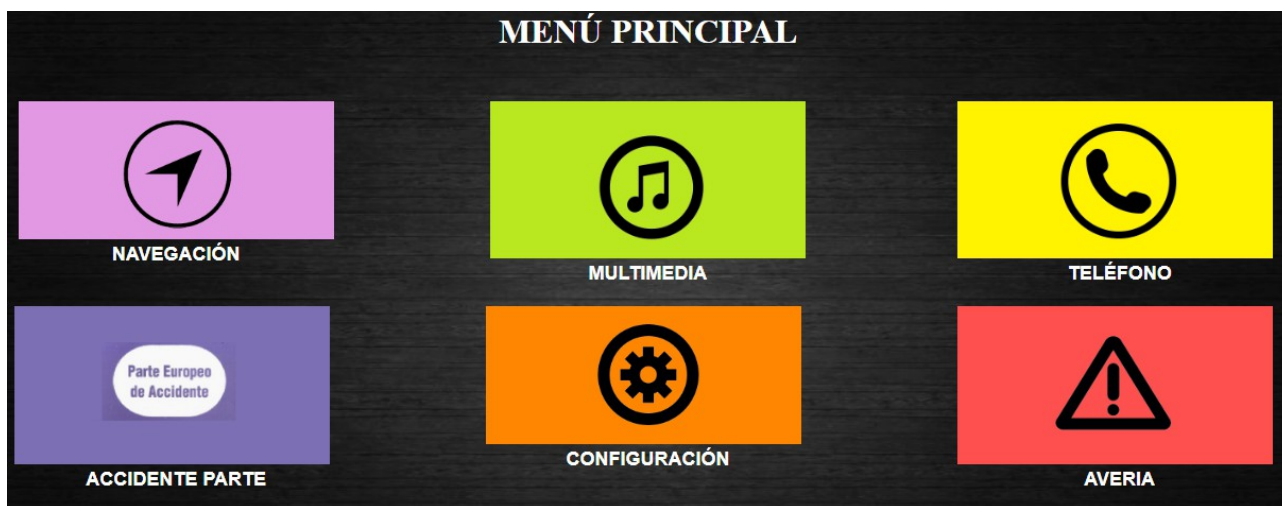 MENÚ PRINCIPAL
NAVEGACIÓN
MULTIMEDIA
TELÉFONO
Parte Europeo
de Accidente
ACCIDENTE PARTE
CONFIGURACIÓN
AVERIA